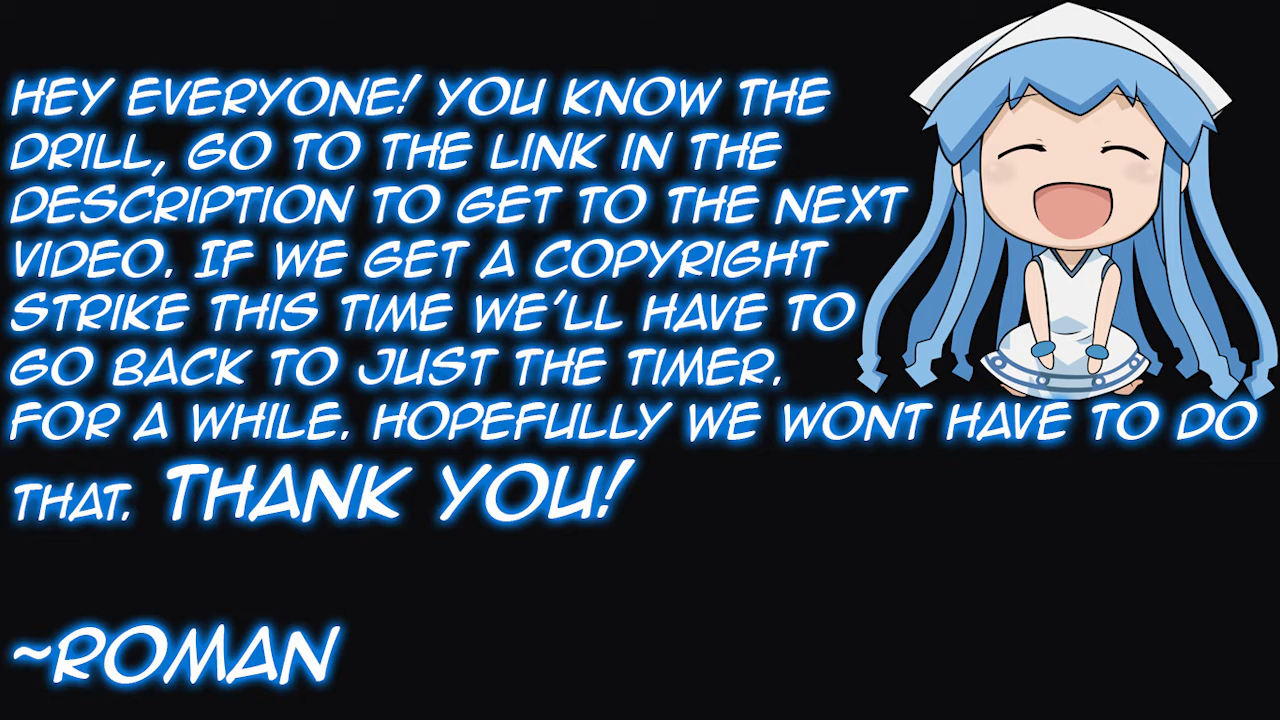 HEY EVERYONE! YOU KNOW THE
DRILL, GO TO THE LINK IN THE
DESCRIPTION TO GET TO THE NEXT
VIDEO. IF WE GET A COPYRIGHT
STRIKE THIS TIME WE'LL HAVE TO
GO BACK TO JUST THE TIMER.
FOR A WHILE. HOPEFULLY WE WONT HAVE TO DO
THAT. THANK YOU!
~ROMAN